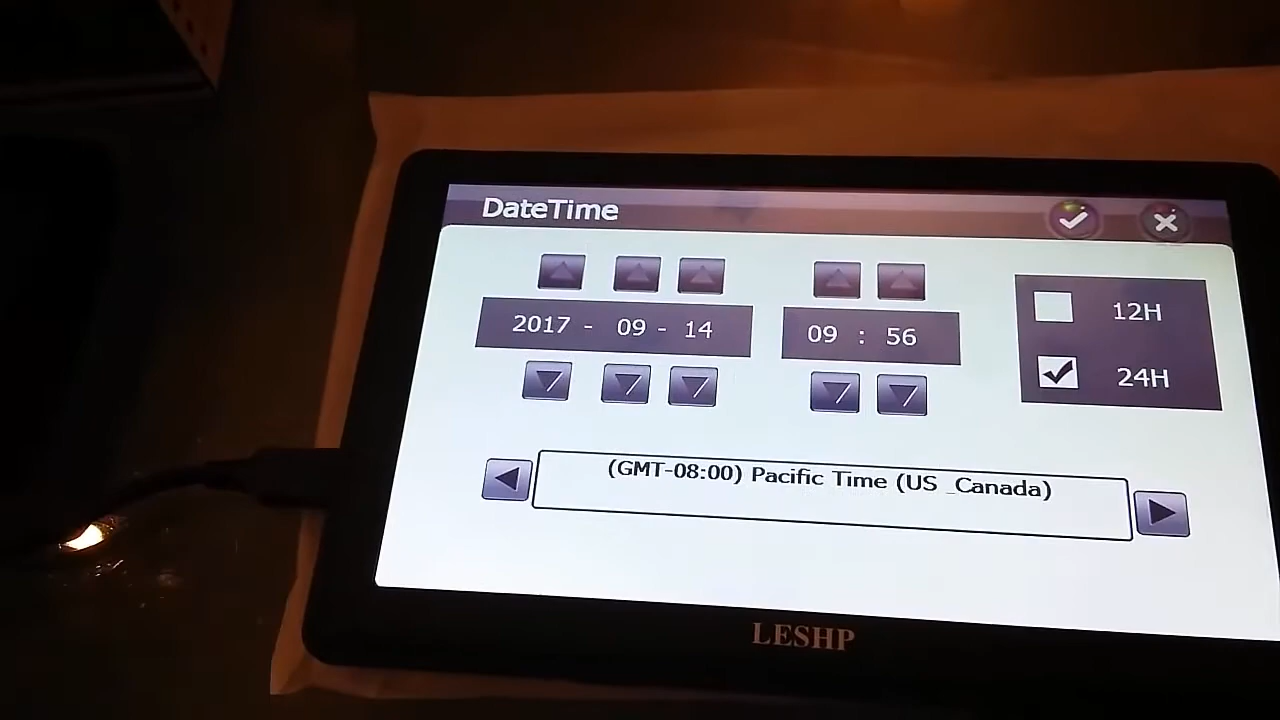 DateTime
2017 - 09 - 14
09 : 56
12H
24H
(GMT-08:00) Pacific Time (US _Canada)
LESHP